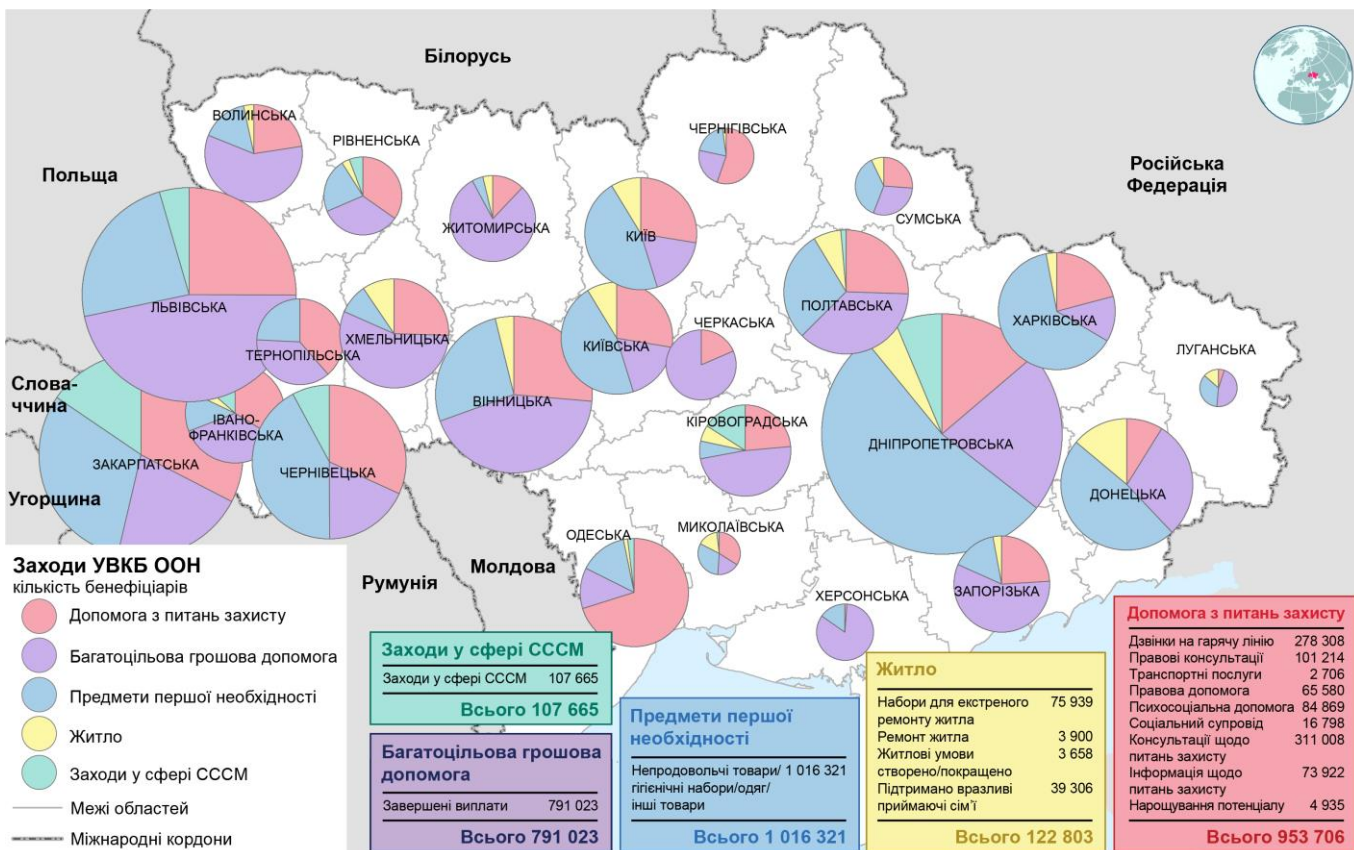 Білорусь
Польща
Російська
Федерація
Слова-
ччина
Угорщина
Румунія
Молдова
ВОЛИНСЬКА
РІВНЕНСЬКА
ЖИТОМИРСЬКА
ЧЕРНІГІВСЬКА
СУМСЬКА
КИЇВ
ЛЬВІВСЬКА
ТЕРНОПІЛЬСЬКА
ХМЕЛЬНИЦЬКА
КИЇВСЬКА
ЧЕРКАСЬКА
ПОЛТАВСЬКА
ХАРКІВСЬКА
ЛУГАНСЬКА
ВІННИЦЬКА
ІВАНО-
ФРАНКІВСЬКА
ЗАКАРПАТСЬКА
ЧЕРНІВЕЦЬКА
КІРОВОГРАДСЬКА
ДНІПРОПЕТРОВСЬКА
ДОНЕЦЬКА
ОДЕСЬКА
МИКОЛАЇВСЬКА
ХЕРСОНСЬКА
ЗАПОРІЗЬКА
Заходи УВКБ ООН
кількість бенефіціарів
Допомога з питань захисту
Багатоцільова грошова допомога
Предмети першої необхідності
Житло
Заходи у сфері СССМ
Межі областей
Міжнародні кордони
Заходи у сфері СССМ
Заходи у сфері СССМ 107 665
Всього 107 665
Багатоцільова грошова
допомога
Завершені виплати 791 023
Всього 791 023
Предмети першої
необхідності
Непродовольчі товари/ 1 016 321
гігієнічні набори/одяг/
інші товари
Всього 1 016 321
Житло
Набори для екстреного 75 939
ремонту житла
Ремонт житла 3 900
Житлові умови 3 658
створено/покращено
Підтримано вразливі 39 306
приймаючі сім’ї
Всього 122 803
Допомога з питань захисту
Дзвінки на гарячу лінію 278 308
Правові консультації 101 214
Транспортні послуги 2 706
Правова допомога 65 580
Психосоціальна допомога 84 869
Соціальний супровід 16 798
Консультації щодо 311 008
питань захисту
Інформація щодо 73 922
питань захисту
Нарощування потенціалу 4 935
Всього 953 706